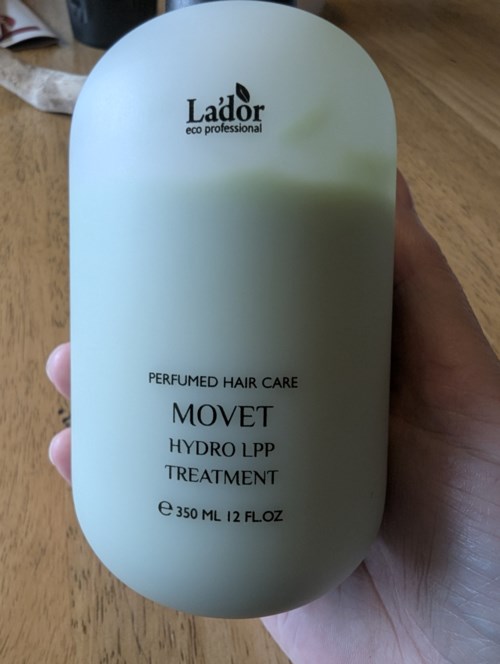 La'dor
eco professional
PERFUMED HAIR CARE
MOVET
HYDRO LPP
TREATMENT
℮ 350 ML 12 FL.OZ